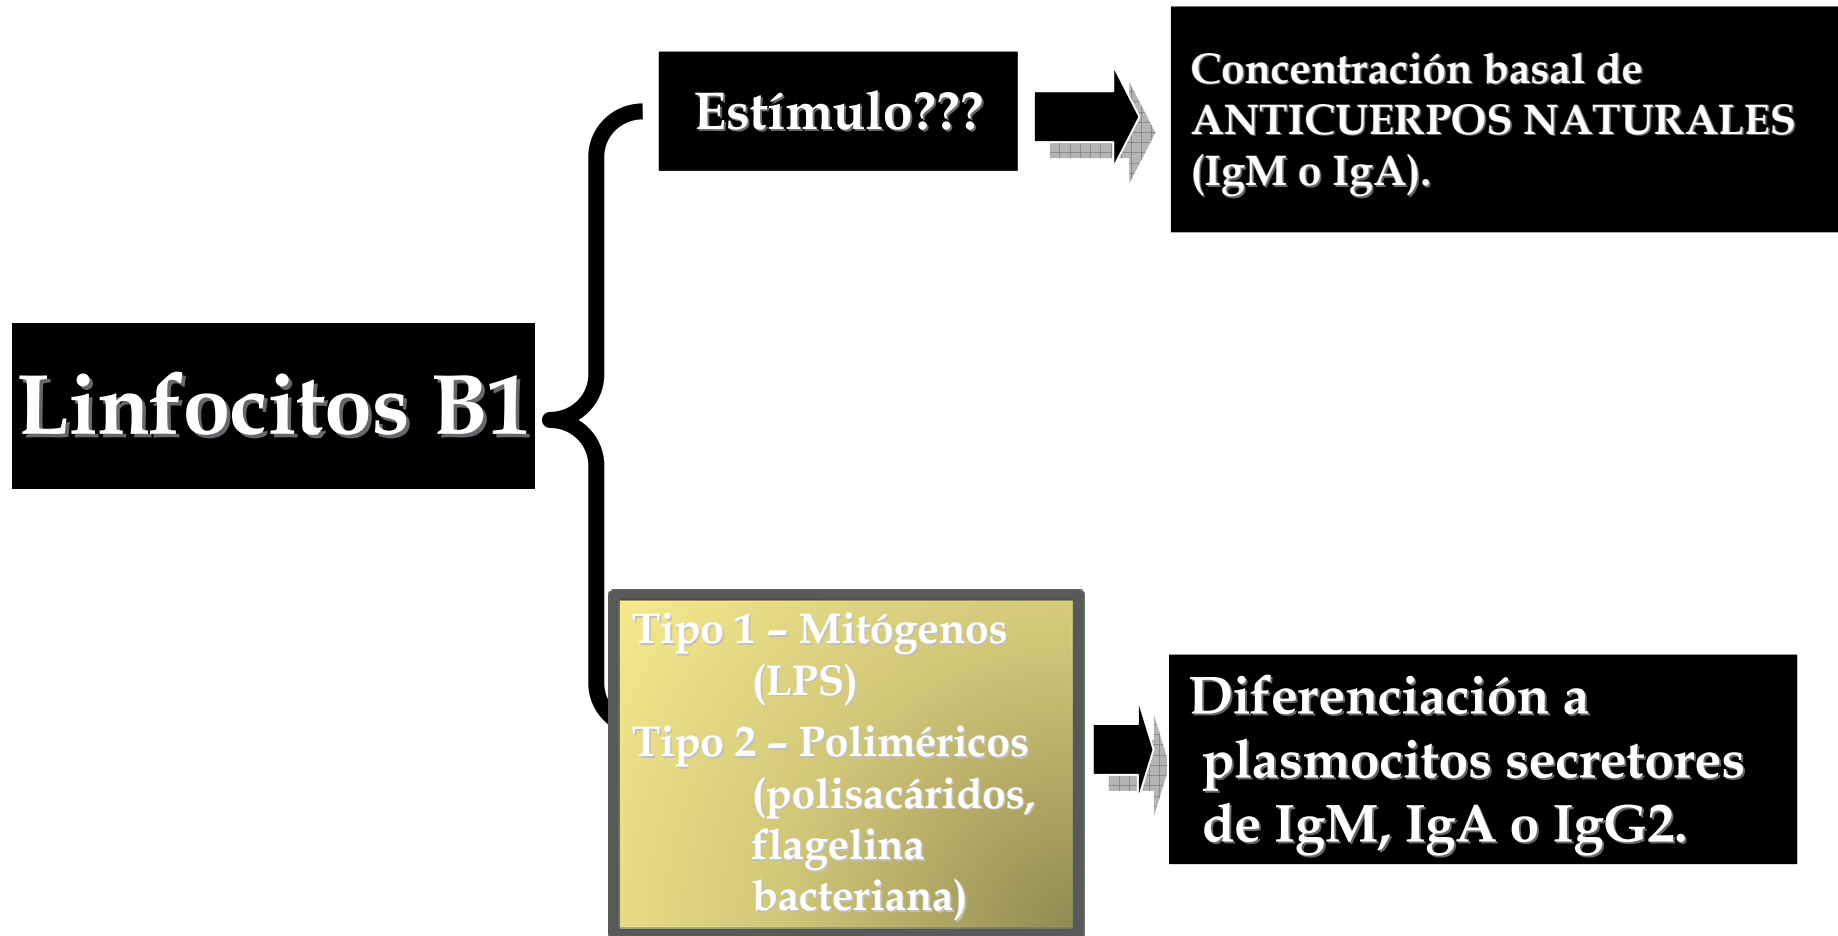 Estímulo???
Concentración basal de
ANTICUERPOS NATURALES
(IgM o IgA).
Linfocitos B1
Tipo 1 – Mitógenos
(LPS)
Tipo 2 – Poliméricos
(polisacáridos,
flagelina
bacteriana)
Diferenciación a
plasmocitos secretores
de IgM, IgA o IgG2.